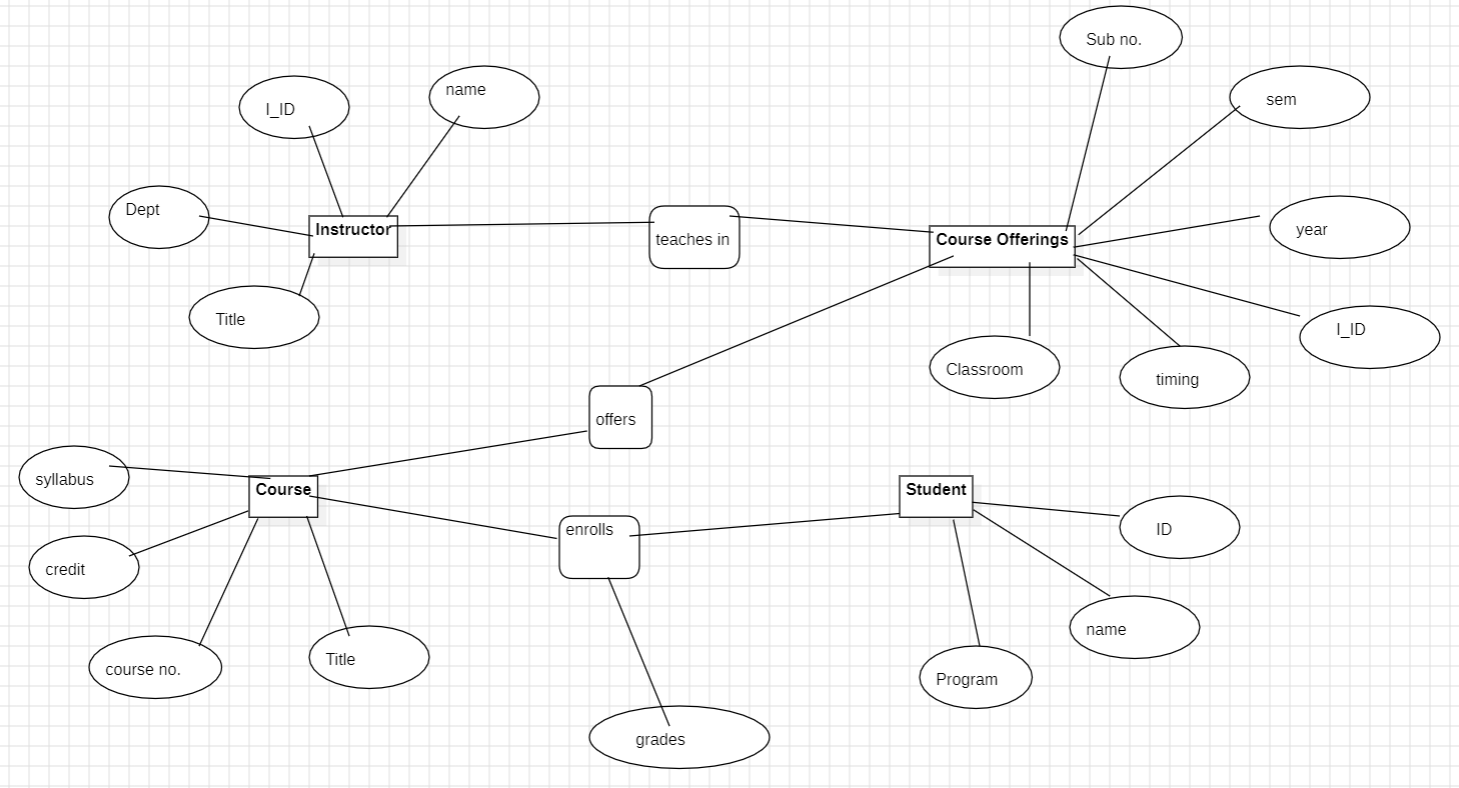 Sub no.
name
sem
I_ID
Dept
Instructor
teaches in
Course Offerings
year
Title
I_ID
Classroom
timing
offers
syllabus
Course
Student
enrolls
ID
credit
name
course no.
Title
Program
grades